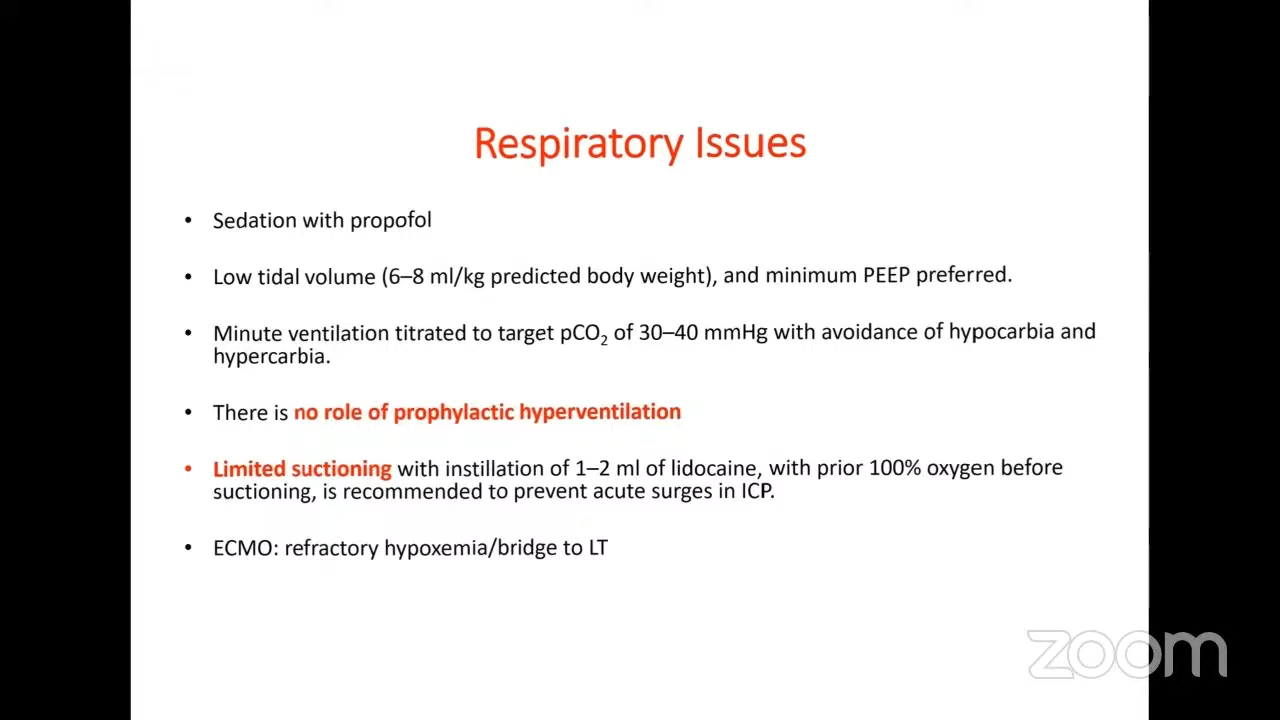 Respiratory Issues
• Sedation with propofol
• Low tidal volume (6–8 ml/kg predicted body weight), and minimum PEEP preferred.
• Minute ventilation titrated to target pCO₂ of 30–40 mmHg with avoidance of hypocarbia and
hypercarbia.
• There is no role of prophylactic hyperventilation
• Limited suctioning with instillation of 1–2 ml of lidocaine, with prior 100% oxygen before
suctioning, is recommended to prevent acute surges in ICP.
• ECMO: refractory hypoxemia/bridge to LT
zoom